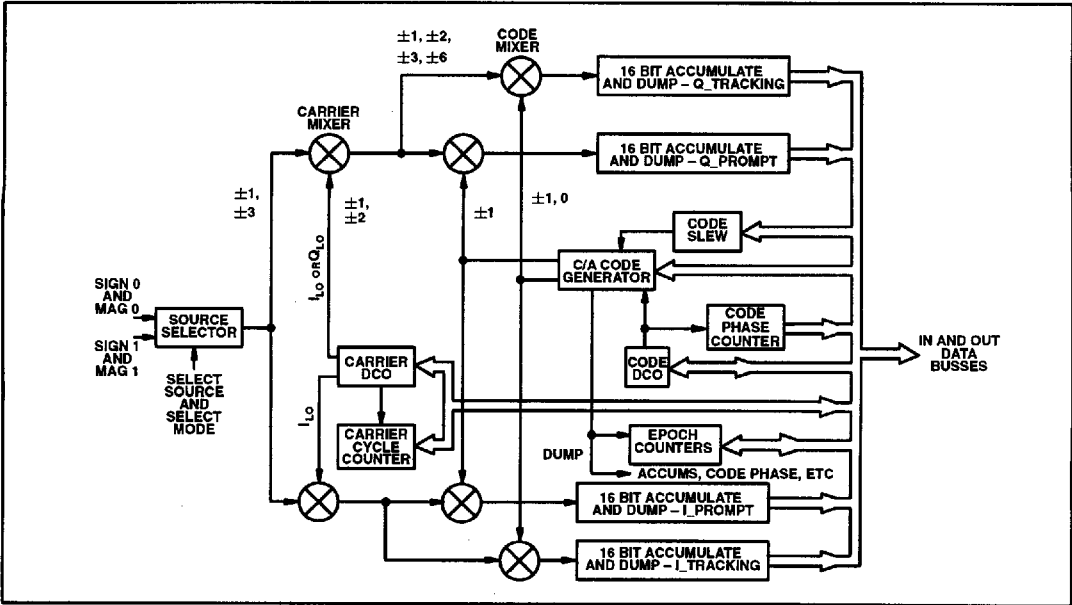 ±1, ±2,
±3, ±6
CODE
MIXER
16 BIT ACCUMULATE
AND DUMP – Q_TRACKING
CARRIER
MIXER
16 BIT ACCUMULATE
AND DUMP – Q_PROMPT
±1,
±3
±1,
±2
±1
±1, 0
CODE
SLEW
I_LO OR Q_LO
C/A CODE
GENERATOR
SIGN 0
AND
MAG 0
SOURCE
SELECTOR
SIGN 1
AND
MAG 1
SELECT
SOURCE
AND
SELECT
MODE
CODE
PHASE
COUNTER
IN AND OUT
DATA
BUSSES
CARRIER
DCO
CODE
DCO
I_LO
CARRIER
CYCLE
COUNTER
EPOCH
COUNTERS
DUMP
ACCUMS, CODE PHASE, ETC
16 BIT ACCUMULATE
AND DUMP – I_PROMPT
16 BIT ACCUMULATE
AND DUMP – I_TRACKING